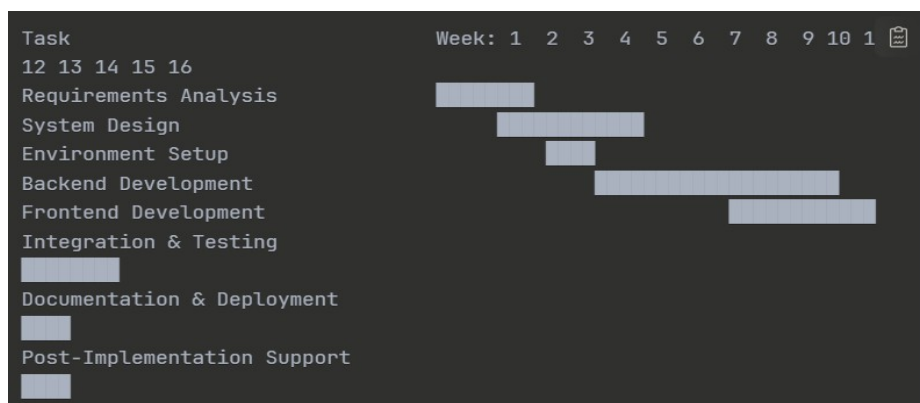 Task Week: 1 2 3 4 5 6 7 8 9 10 1
12 13 14 15 16
Requirements Analysis
System Design
Environment Setup
Backend Development
Frontend Development
Integration & Testing
Documentation & Deployment
Post-Implementation Support